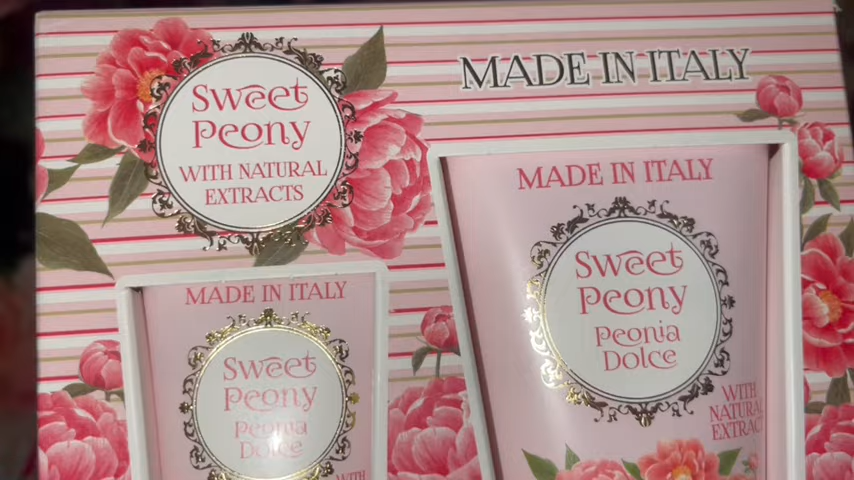 Sweet
Peony
WITH NATURAL
EXTRACTS
MADE IN ITALY
MADE IN ITALY
Sweet
Peony
Peonia
Dolce
WITH
NATURAL
EXTRACT
MADE IN ITALY
Sweet
Peony
Peonia
Dolce
WITH